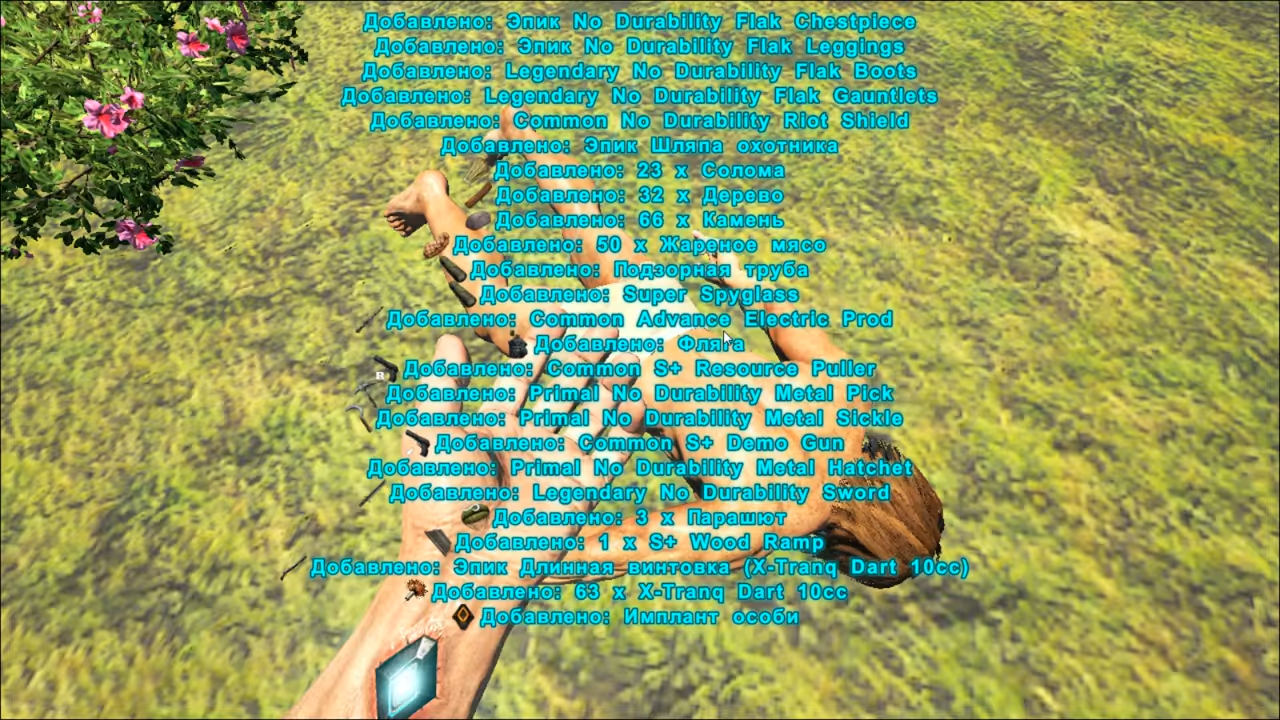 Добавлено: Эпик No Durability Flak Chestpiece
Добавлено: Эпик No Durability Flak Leggings
Добавлено: Legendary No Durability Flak Boots
Добавлено: Legendary No Durability Flak Gauntlets
Добавлено: Common No Durability Riot Shield
Добавлено: Эпик Шляпа охотника
Добавлено: 23 x Солома
Добавлено: 32 x Дерево
Добавлено: 66 x Камень
Добавлено: 50 x Жареное мясо
Добавлено: Подзорная труба
Добавлено: Super Spyglass
Добавлено: Common Advance Electric Prod
Добавлено: Фляга
Добавлено: Common S+ Resource Puller
Добавлено: Primal No Durability Metal Pick
Добавлено: Primal No Durability Metal Sickle
Добавлено: Common S+ Demo Gun
Добавлено: Primal No Durability Metal Hatchet
Добавлено: Legendary No Durability Sword
Добавлено: 3 x Парашют
Добавлено: 1 x S+ Wood Ramp
Добавлено: Эпик Длинная винтовка (X-Tranq Dart 10cc)
Добавлено: 63 x X-Tranq Dart 10cc
Добавлено: Имплант особи